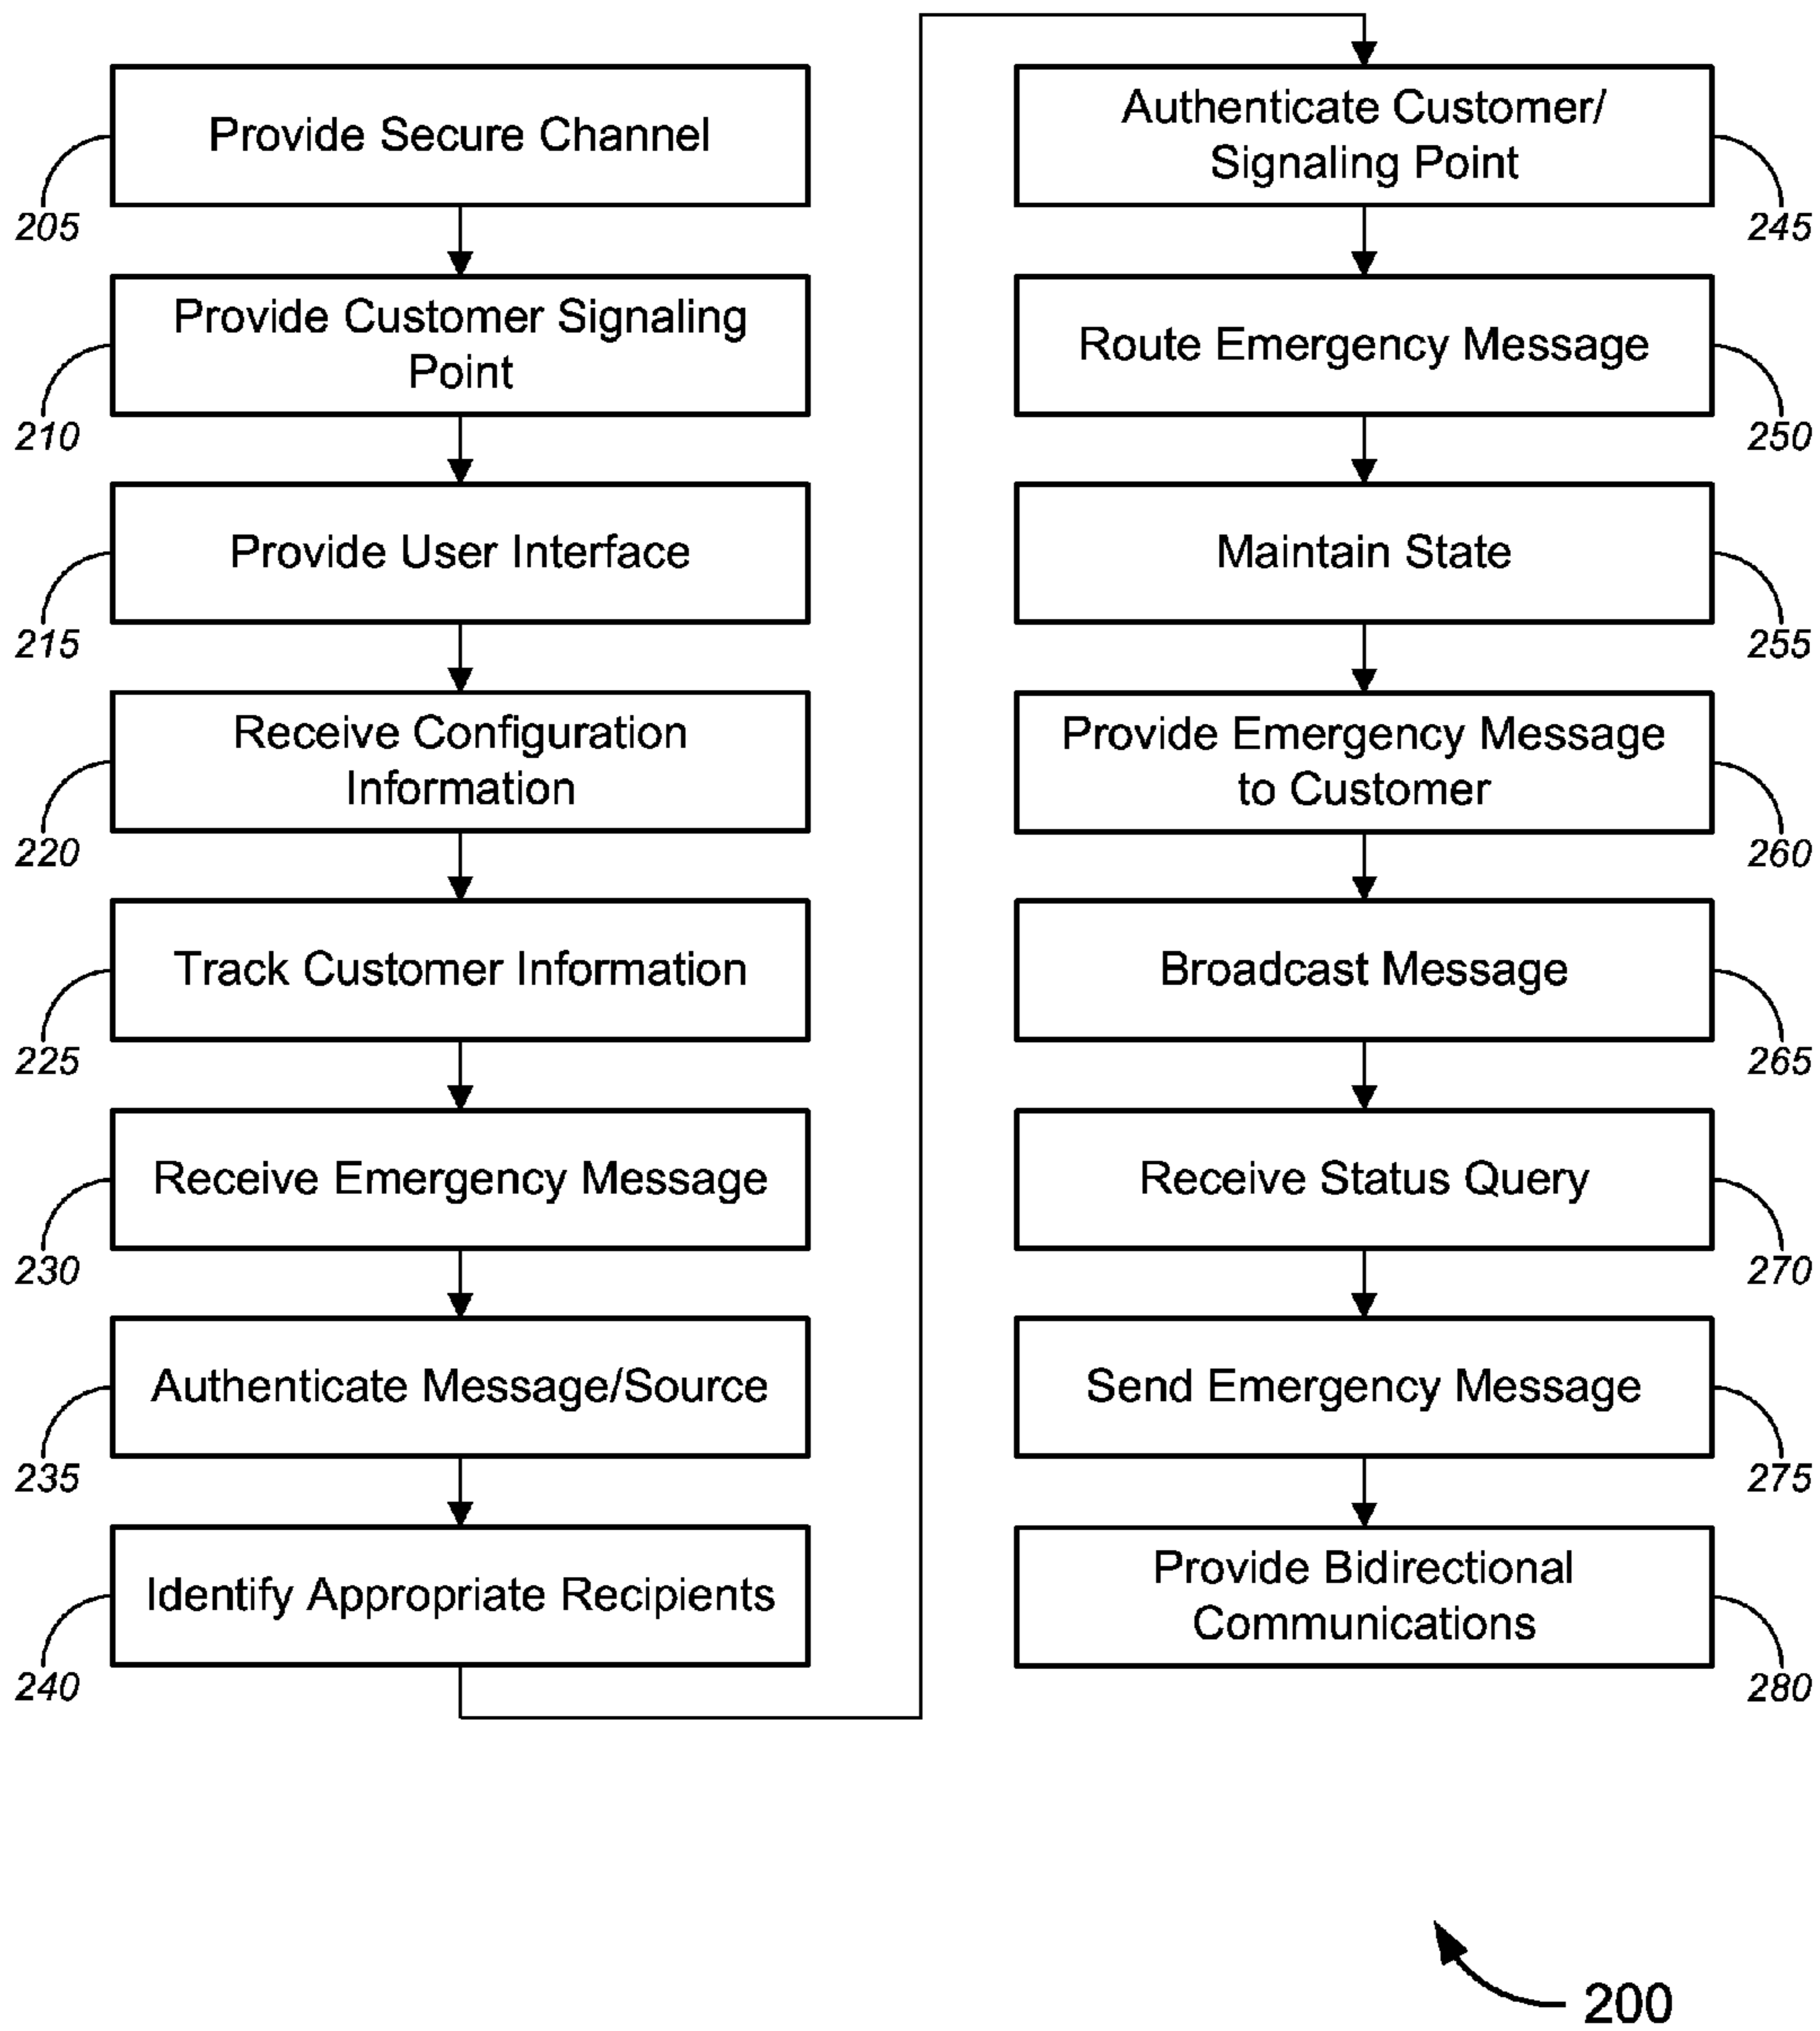 Provide Secure Channel
205
Provide Customer Signaling
Point
210
Provide User Interface
215
Receive Configuration
Information
220
Track Customer Information
225
Receive Emergency Message
230
Authenticate Message/Source
235
Identify Appropriate Recipients
240
Authenticate Customer/
Signaling Point
245
Route Emergency Message
250
Maintain State
255
Provide Emergency Message
to Customer
260
Broadcast Message
265
Receive Status Query
270
Send Emergency Message
275
Provide Bidirectional
Communications
280
200